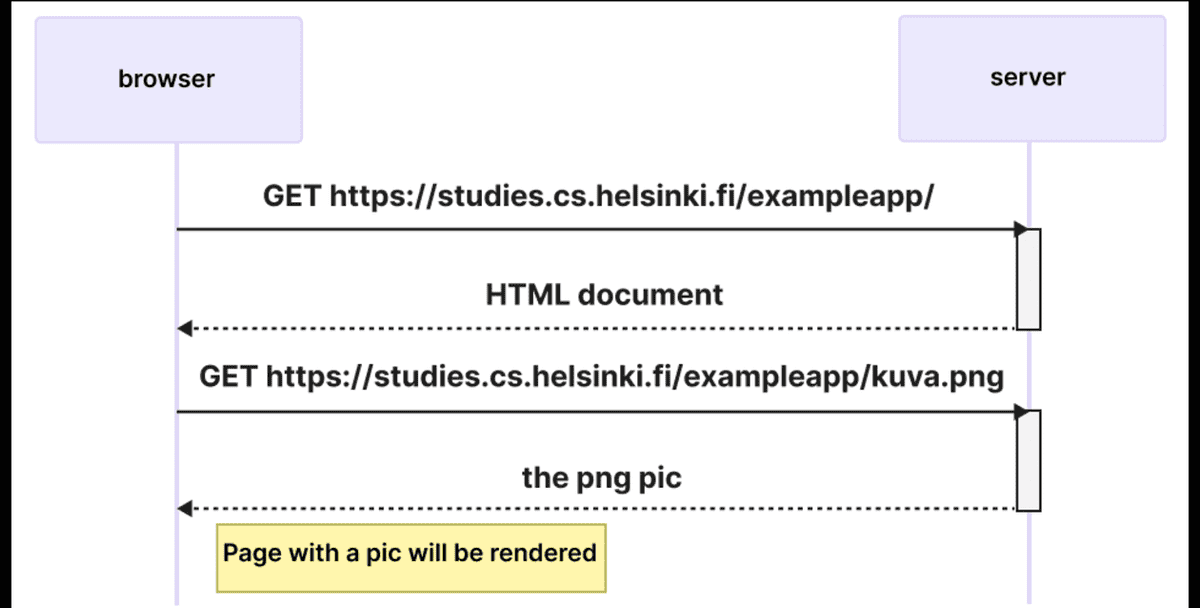 browser
server
GET https://studies.cs.helsinki.fi/exampleapp/
HTML document
GET https://studies.cs.helsinki.fi/exampleapp/kuva.png
the png pic
Page with a pic will be rendered